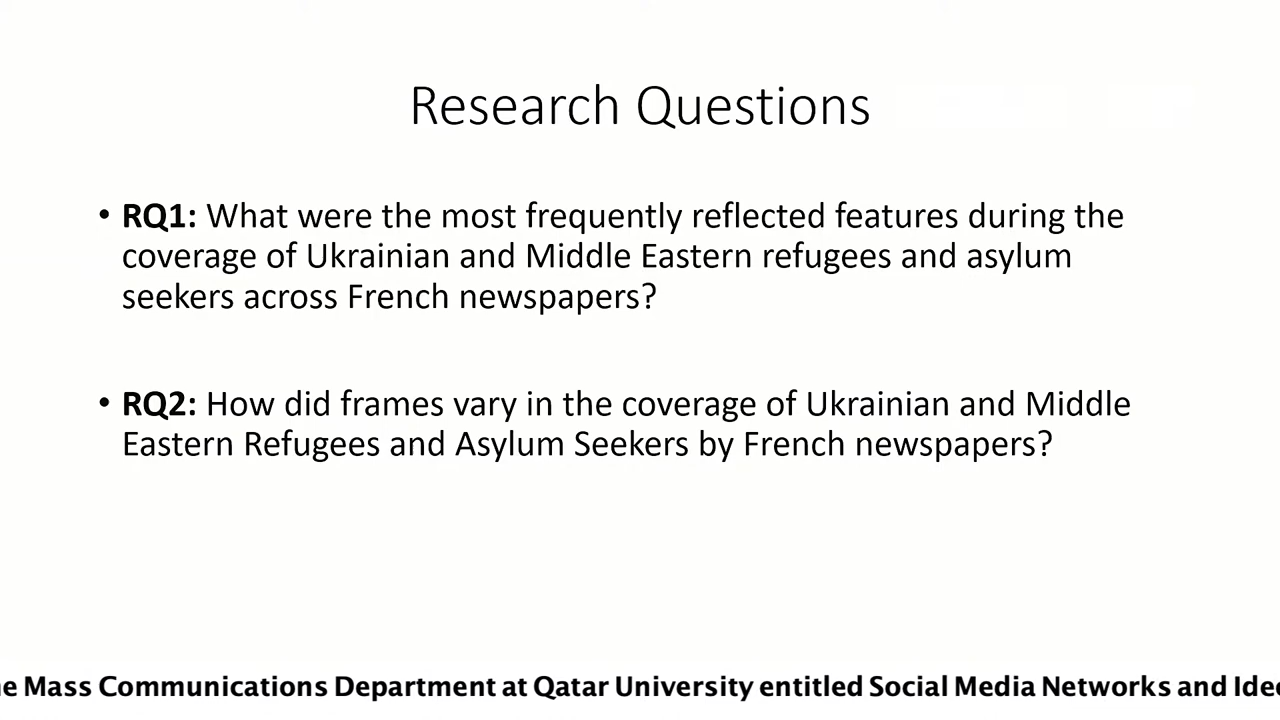 Research Questions
• RQ1: What were the most frequently reflected features during the
coverage of Ukrainian and Middle Eastern refugees and asylum
seekers across French newspapers?
• RQ2: How did frames vary in the coverage of Ukrainian and Middle
Eastern Refugees and Asylum Seekers by French newspapers?
Mass Communications Department at Qatar University entitled Social Media Networks and